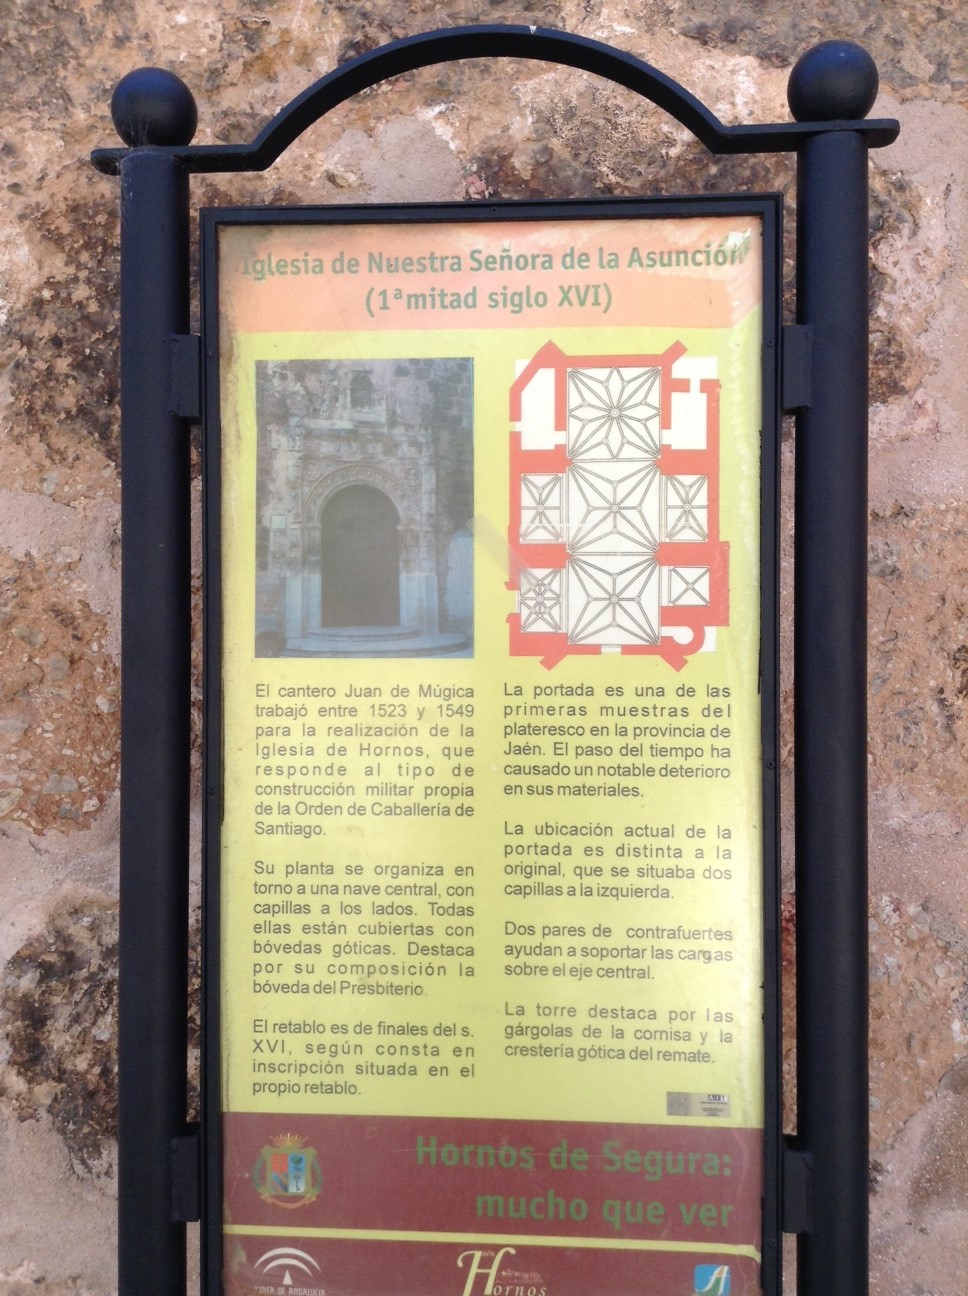 Iglesia de Nuestra Señora de la Asunción
(1ª mitad siglo XVI)
El cantero Juan de Múgica
trabajó entre 1523 y 1549
para la realización de la
Iglesia de Hornos, que
responde al tipo de
construcción militar propia
de la Orden de Caballería de
Santiago.
Su planta se organiza en
torno a una nave central, con
capillas a los lados. Todas
ellas están cubiertas con
bóvedas góticas. Destaca
por su composición la
bóveda del Presbiterio.
El retablo es de finales del s.
XVI, según consta en
inscripción situada en el
propio retablo.
La portada es una de las
primeras muestras del
plateresco en la provincia de
Jaén. El paso del tiempo ha
causado un notable deterioro
en sus materiales.
La ubicación actual de la
portada es distinta a la
original, que se situaba dos
capillas a la izquierda.
Dos pares de contrafuertes
ayudan a soportar las cargas
sobre el eje central.
La torre destaca por las
gárgolas de la cornisa y la
crestería gótica del remate.
Hornos de Segura:
mucho que ver
JUNTA DE ANDALUCIA
Jaén
Hornos
A